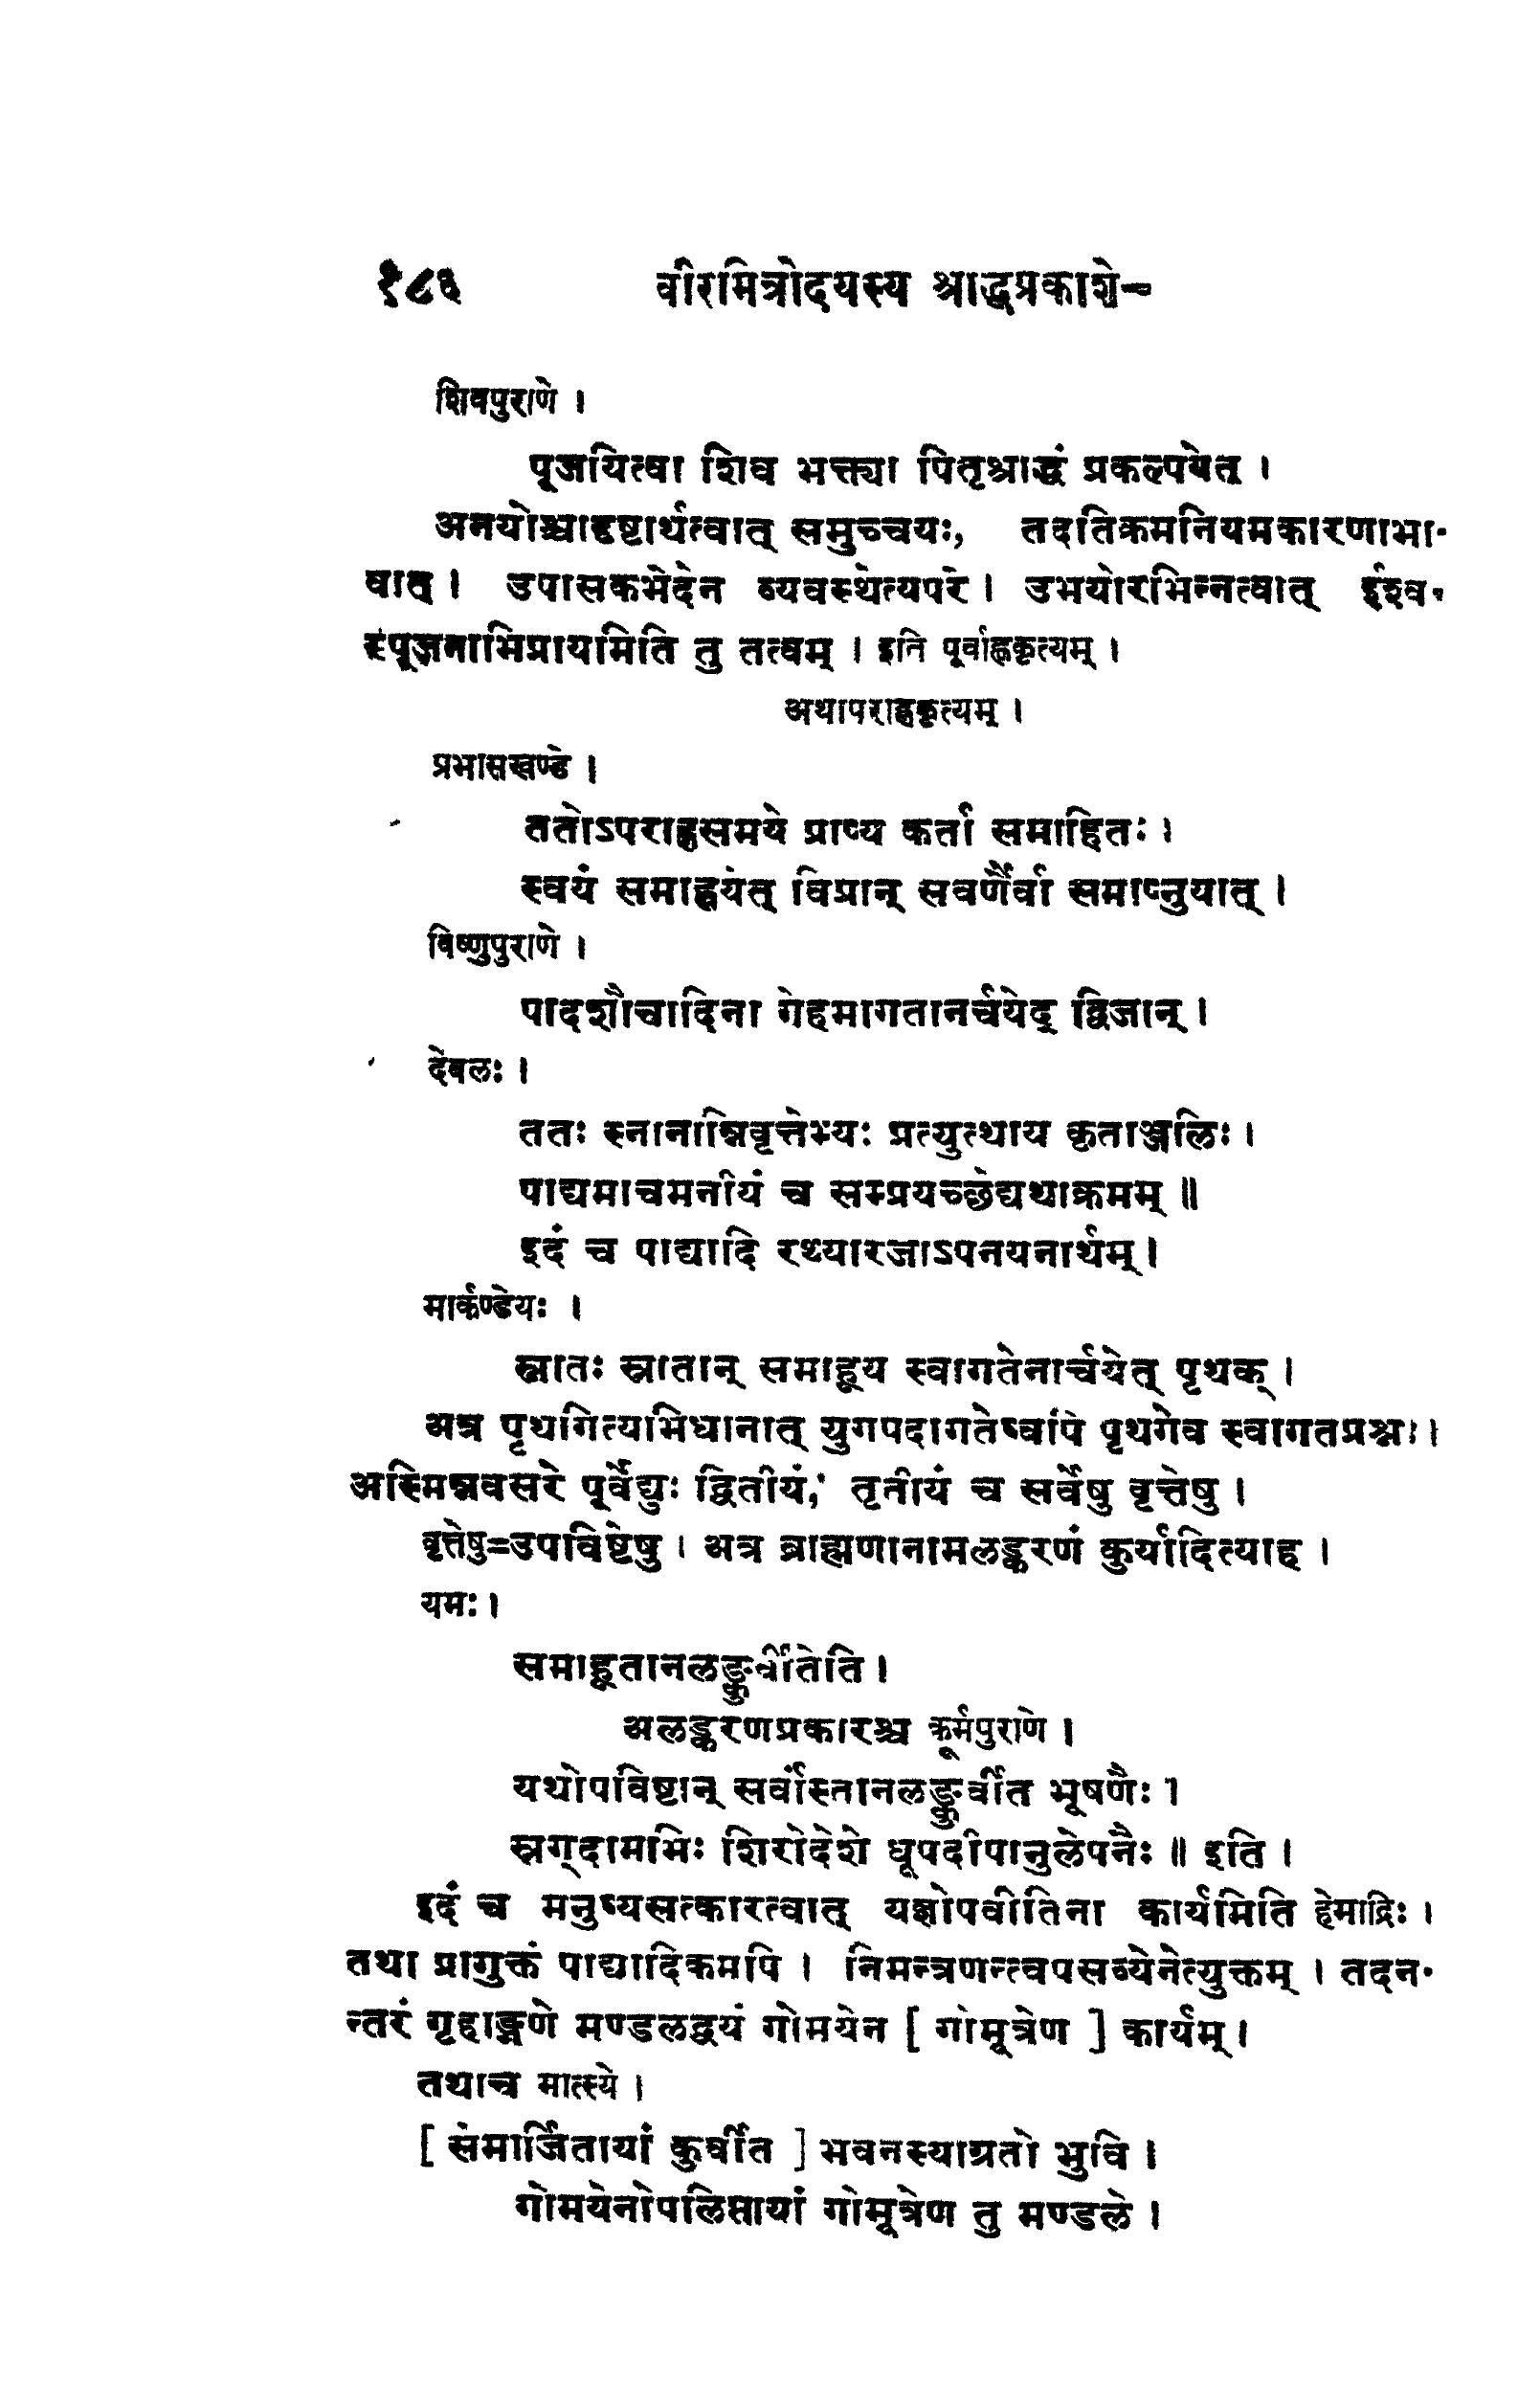 १८६ वीरमित्रोदयस्य श्राद्धप्रकाशे-
शिवपुराणे ।
पूजयित्वा शिव भक्त्या पितृश्राद्धं प्रकल्पयेत् ।
अनयोश्चादृष्टार्थत्वात् समुच्चयः, तदतिक्रमनियमकारणाभा-
वात् । उपासकभेदेन व्यवस्थेत्यपरे । उभयोरभिन्नत्वात् ईश्व-
रपूजनाभिप्रायमिति तु तत्वम् । इति पूर्वाह्णकृत्यम् ।
अथापराह्णकृत्यम् ।
प्रभासखण्डे ।
ततोऽपराह्णसमये प्राप्य कर्ता समाहितः ।
स्वयं समाह्वयेत् विप्रान् सवर्णैर्वा समाप्नुयात् ।
विष्णुपुराणे ।
पादशौचादिना गेहमागतानर्चयेद् द्विजान् ।
देवलः ।
ततः स्नानान्निवृत्तेभ्यः प्रत्युत्थाय कृताञ्जलिः ।
पाद्यमाचमनीयं च सम्प्रयच्छेद्यथाक्रमम् ॥
इदं च पाद्यादि रथ्यारजाऽपनयनार्थम् ।
मार्कण्डेयः ।
स्नातः स्नातान् समाहूय स्वागतेनार्चयेत् पृथक् ।
अत्र पृथगित्यभिधानात् युगपदागतेष्वपि पृथगेव स्वागतप्रश्नः ।
अस्मिन्नवसरे पूर्वेद्युः द्वितीयं, तृतीयं च सर्वेषु वृत्तेषु ।
वृत्तेषु=उपविष्टेषु । अत्र ब्राह्मणानामलङ्करणं कुर्यादित्याह ।
यमः ।
समाहूतानलङ्कुर्वीतेति ।
अलङ्करणप्रकारश्च कूर्मपुराणे ।
यथोपविष्टान् सर्वांस्तानलङ्कुर्वीत भूषणैः ।
स्रग्दामभिः शिरोदेशे धूपदीपानुलेपनैः ॥ इति ।
इदं च मनुष्यसत्कारत्वात् यज्ञोपवीतिना कार्यमिति हेमाद्रिः ।
तथा प्रागुक्तं पाद्यादिकमपि । निमन्त्रणन्त्वपसव्येनेत्युक्तम् । तदन-
न्तरं गृहाङ्गणे मण्डलद्वयं गोमयेन [ गोमूत्रेण ] कार्यम् ।
तथाच मात्स्ये ।
[ संमार्जितायां कुर्वीत ] भवनस्याग्रतो भुवि ।
गोमयेनोपलिप्तायां गोमूत्रेण तु मण्डले ।